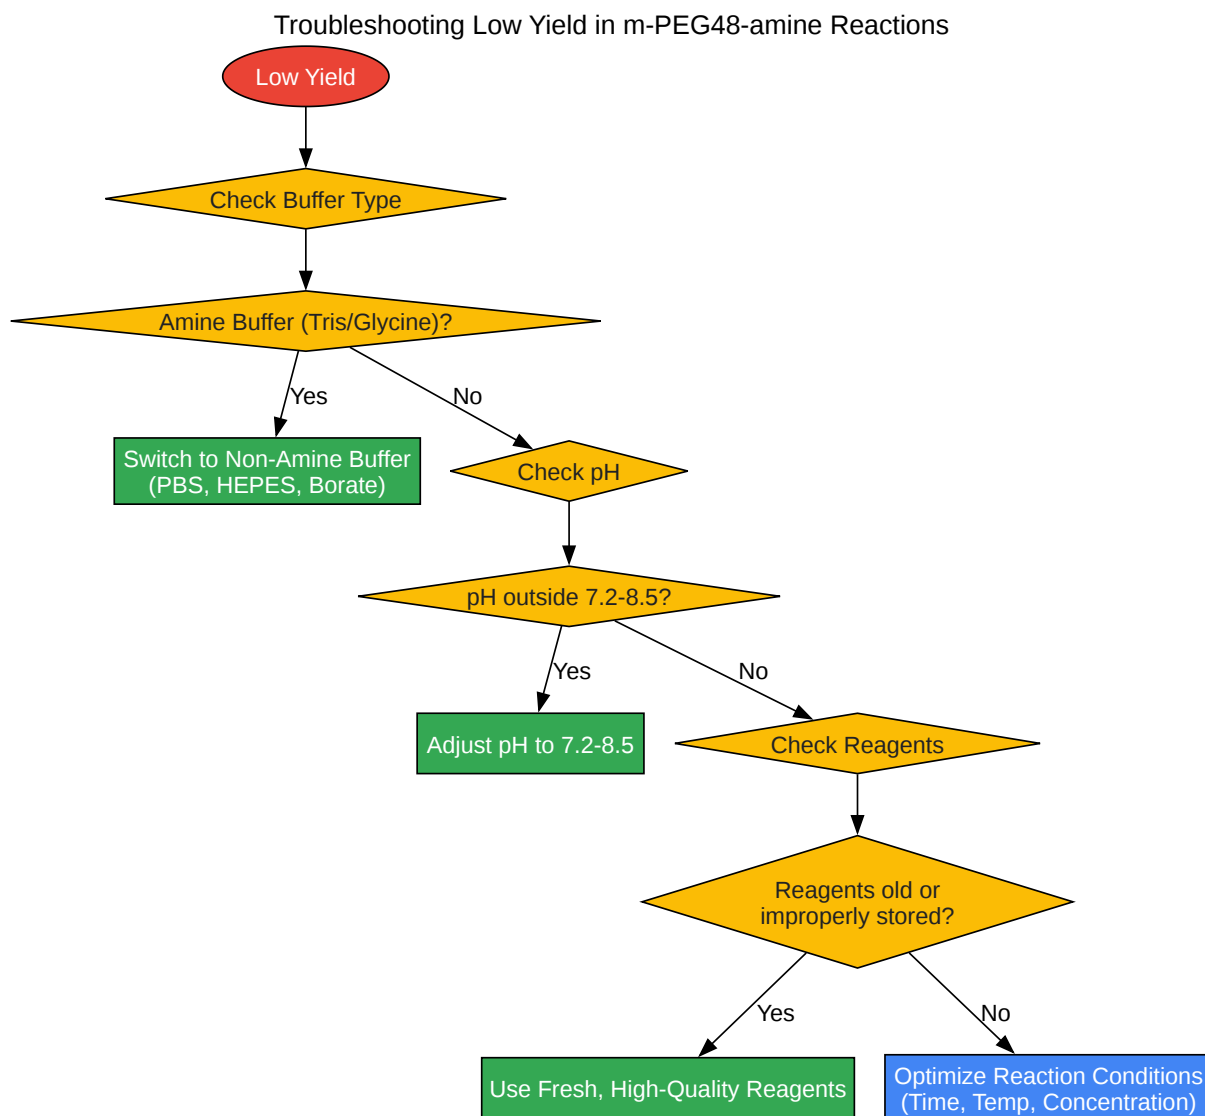 Troubleshooting Low Yield in m-PEG48-amine Reactions
Low Yield
Check Buffer Type
Amine Buffer (Tris/Glycine)?
Yes
No
Switch to Non-Amine Buffer
(PBS, HEPES, Borate)
Check pH
pH outside 7.2-8.5?
Yes
No
Adjust pH to 7.2-8.5
Check Reagents
Reagents old or
improperly stored?
Yes
No
Use Fresh, High-Quality Reagents
Optimize Reaction Conditions
(Time, Temp, Concentration)